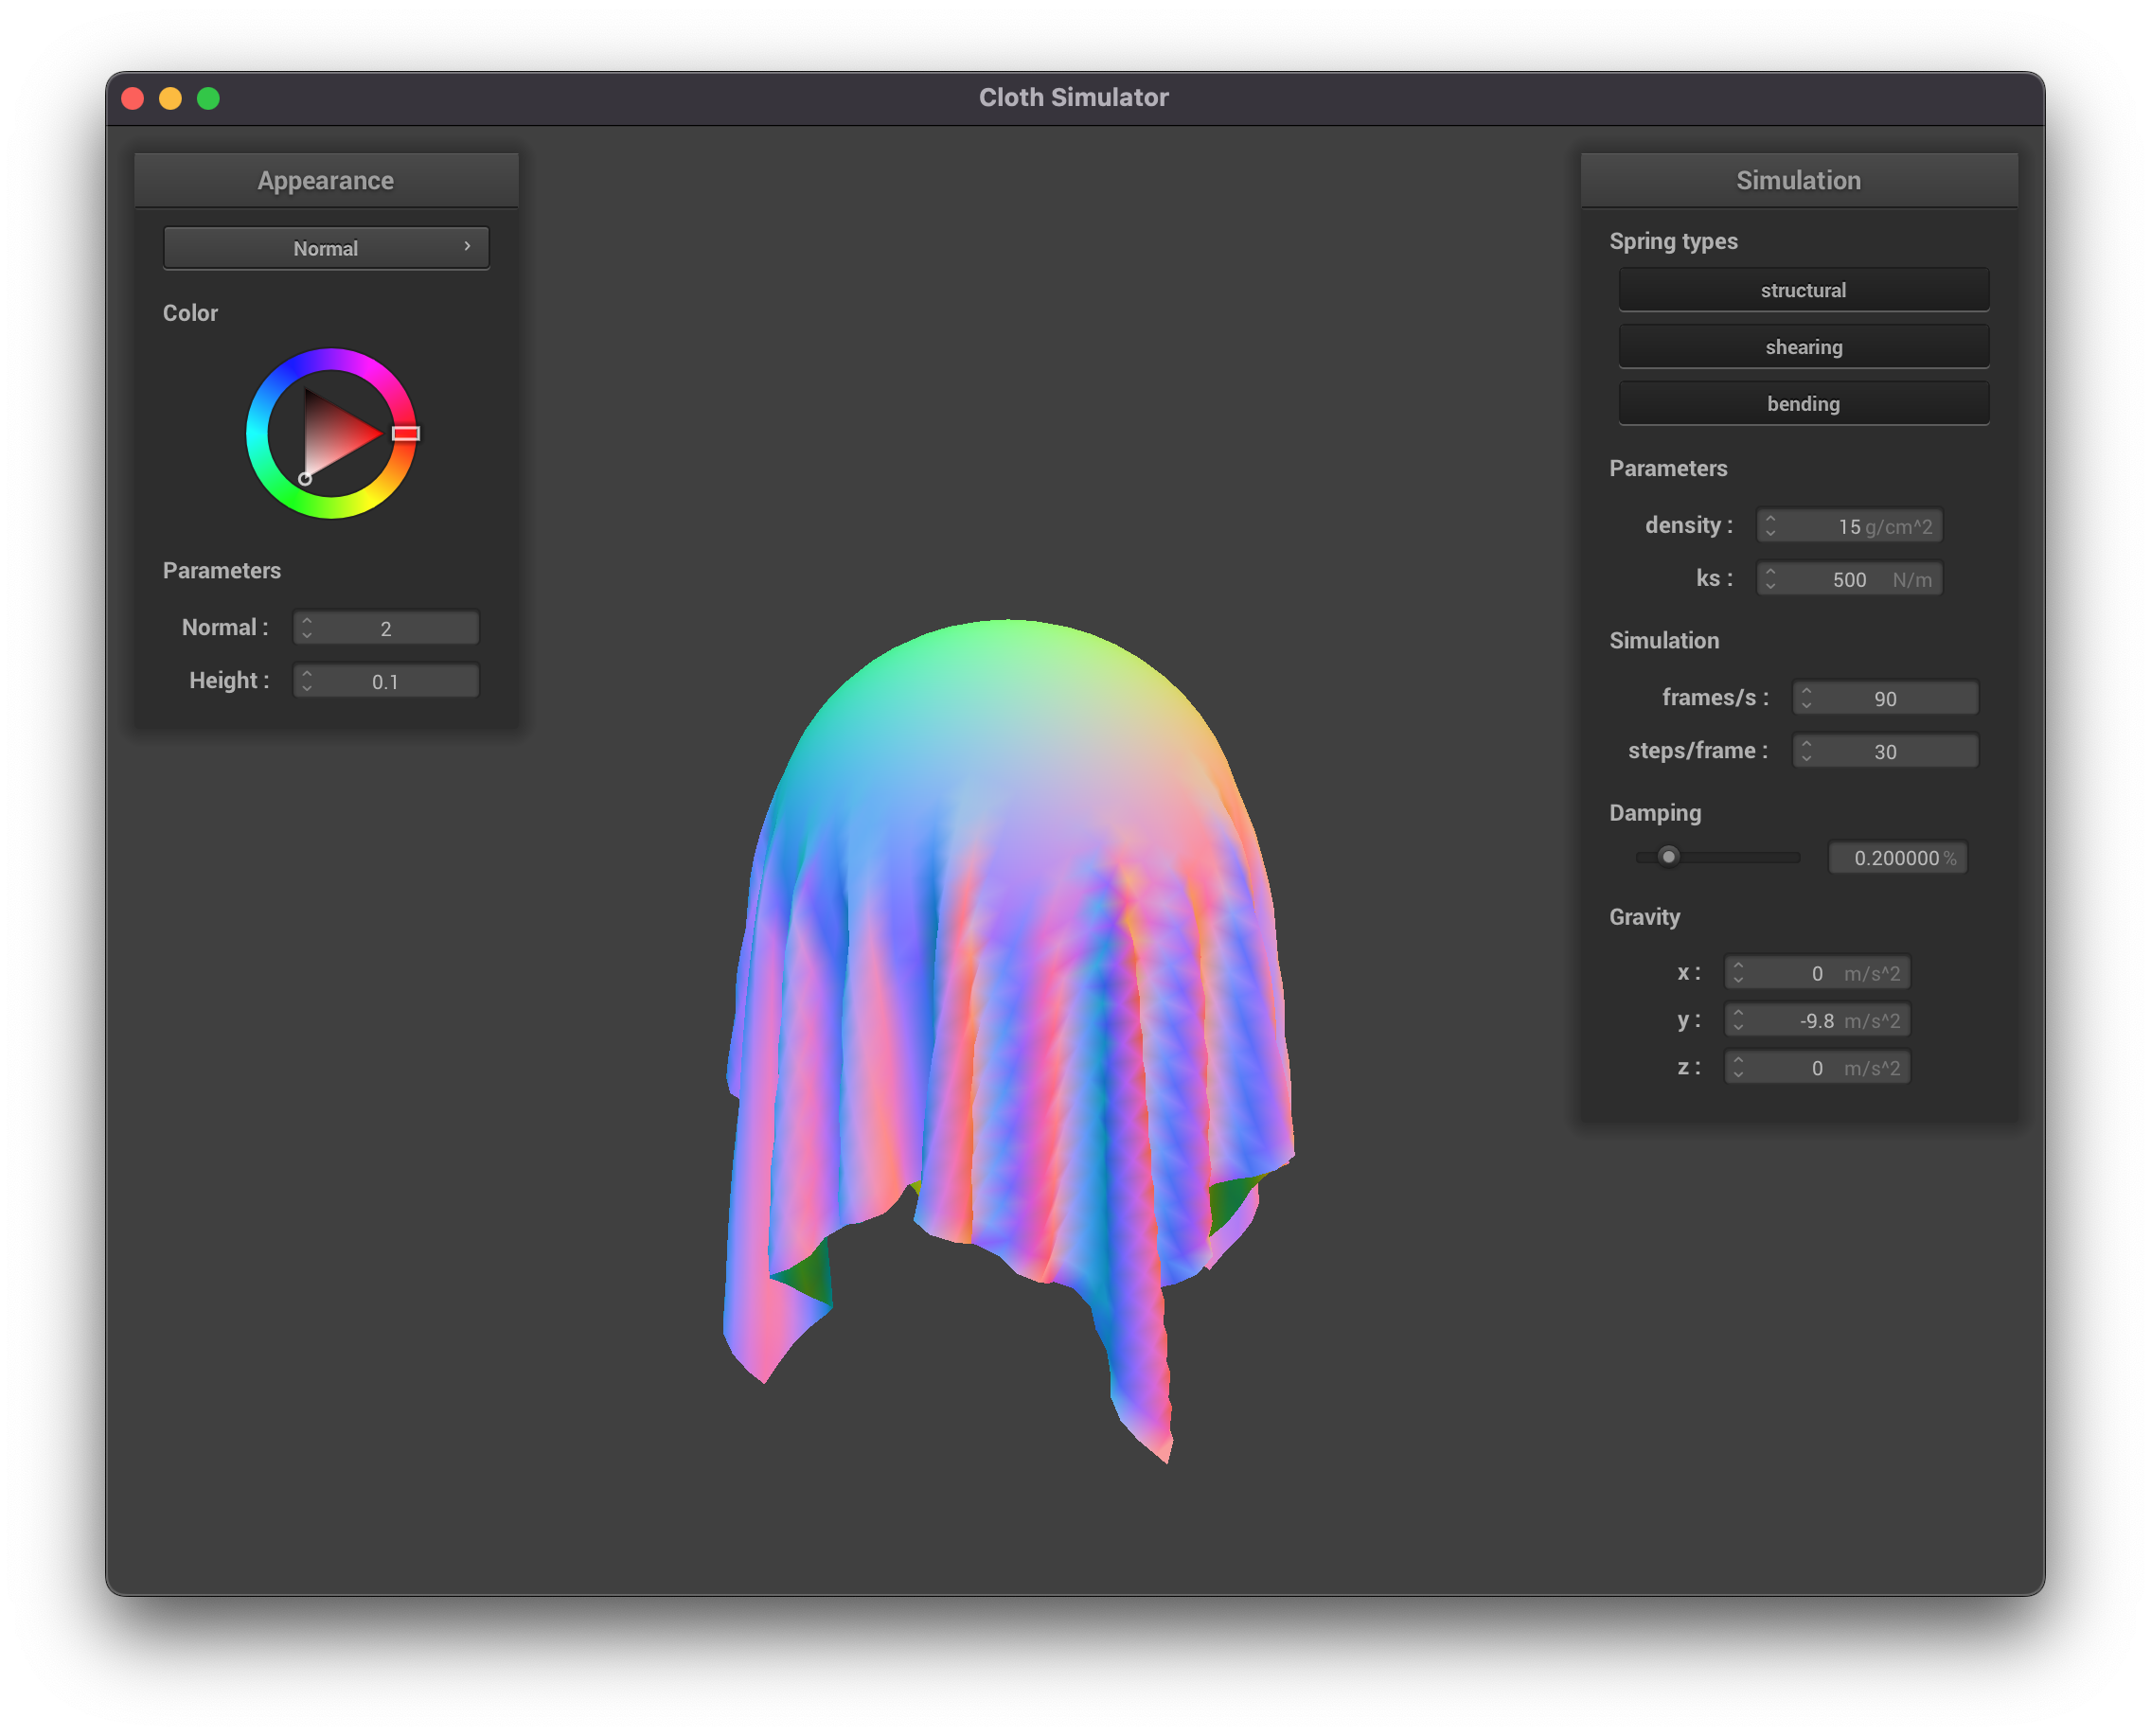 Cloth Simulator
Appearance
Normal
Color
Parameters
Normal : 2
Height : 0.1
Simulation
Spring types
structural
shearing
bending
Parameters
density : 15 g/cm^2
ks : 500 N/m
Simulation
frames/s : 90
steps/frame : 30
Damping
0.200000 %
Gravity
x : 0 m/s^2
y : -9.8 m/s^2
z : 0 m/s^2